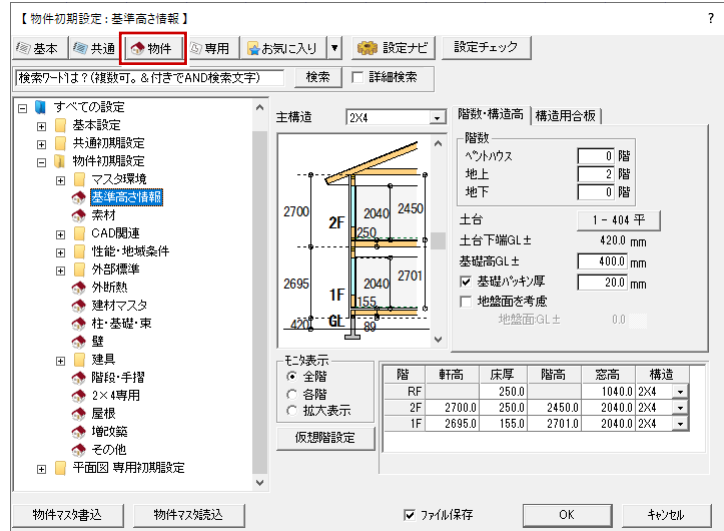 【 物件初期設定 : 基準高さ情報 】 ?
基本 共通 物件 専用 お気に入り ▼ 設定ナビ 設定チェック
検索ワードは？(複数可。＆付きでAND検索文字) 検索 詳細検索
すべての設定
基本設定
共通初期設定
物件初期設定
マスタ環境
基準高さ情報
素材
CAD関連
性能・地域条件
外部標準
外断熱
建材マスタ
柱・基礎・束
壁
建具
階段・手摺
2×4専用
屋根
増改築
その他
平面図 専用初期設定
主構造 2X4
2700 2F 2040 2450
250
2695 1F 2040 2701
155
420 GL 89
階数・構造高 構造用合板
階数
ペントハウス 0 階
地上 2 階
地下 0 階
土台 1 - 404 平
土台下端GL± 420.0 mm
基礎高GL± 400.0 mm
基礎パッキン厚 20.0 mm
地盤面を考慮
地盤面:GL± 0.0
モニタ表示
全階
各階
拡大表示
仮想階設定
階 軒高 床厚 階高 窓高 構造
RF 250.0 1040.0 2X4
2F 2700.0 250.0 2450.0 2040.0 2X4
1F 2695.0 155.0 2701.0 2040.0 2X4
物件マスタ書込 物件マスタ読込 ファイル保存 OK キャンセル